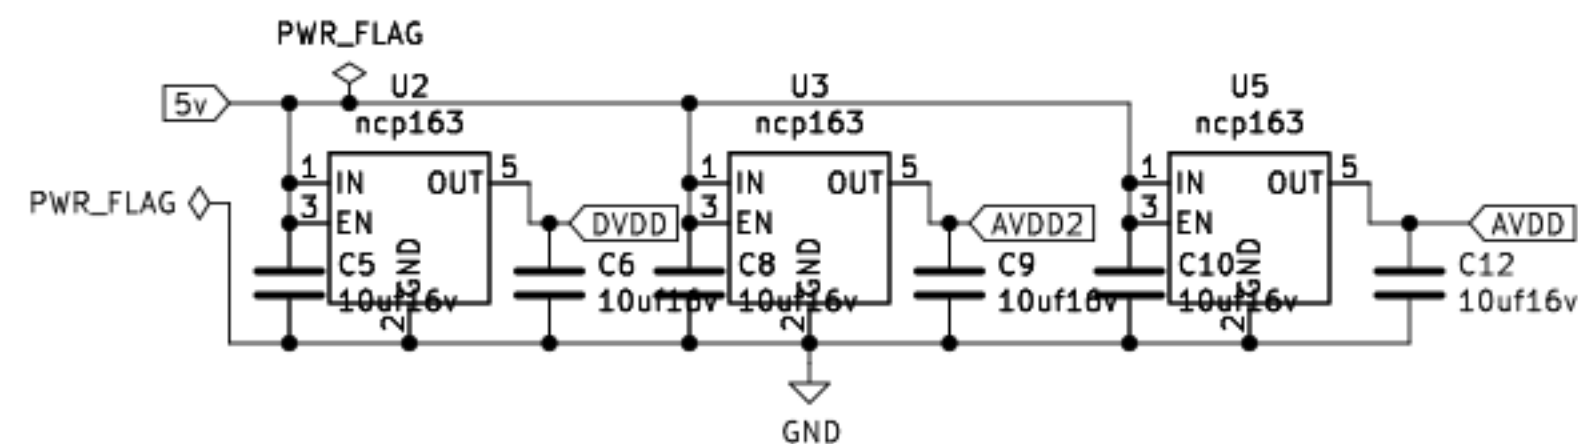 PWR_FLAG
5v
U2
ncp163
1
IN
3
EN
OUT
5
GND
2
PWR_FLAG
DVDD
C5
10uf16v
C6
10uf16v
U3
ncp163
1
IN
3
EN
OUT
5
GND
2
AVDD2
C8
10uf16v
C9
10uf16v
U5
ncp163
1
IN
3
EN
OUT
5
GND
2
AVDD
C10
10uf16v
C12
10uf16v
GND